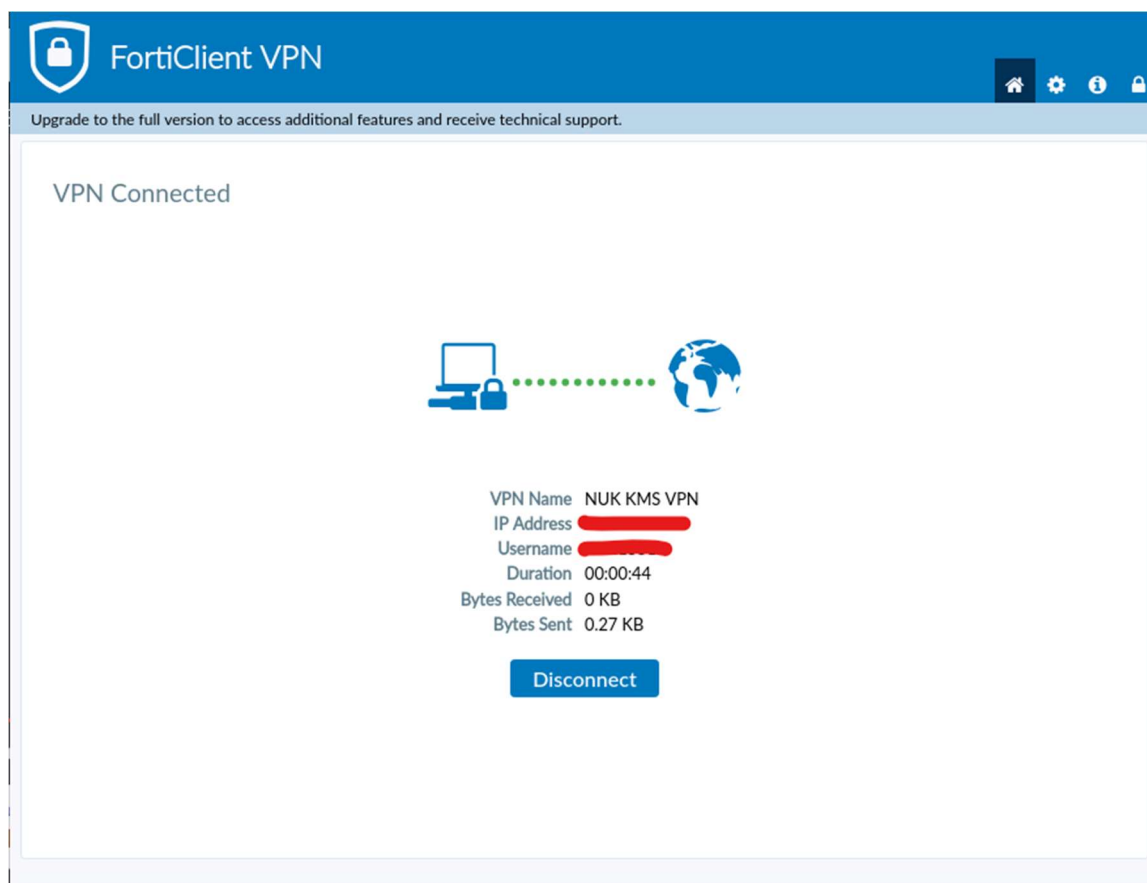 FortiClient VPN
Upgrade to the full version to access additional features and receive technical support.
VPN Connected
VPN Name NUK KMS VPN
IP Address
Username
Duration 00:00:44
Bytes Received 0 KB
Bytes Sent 0.27 KB
Disconnect